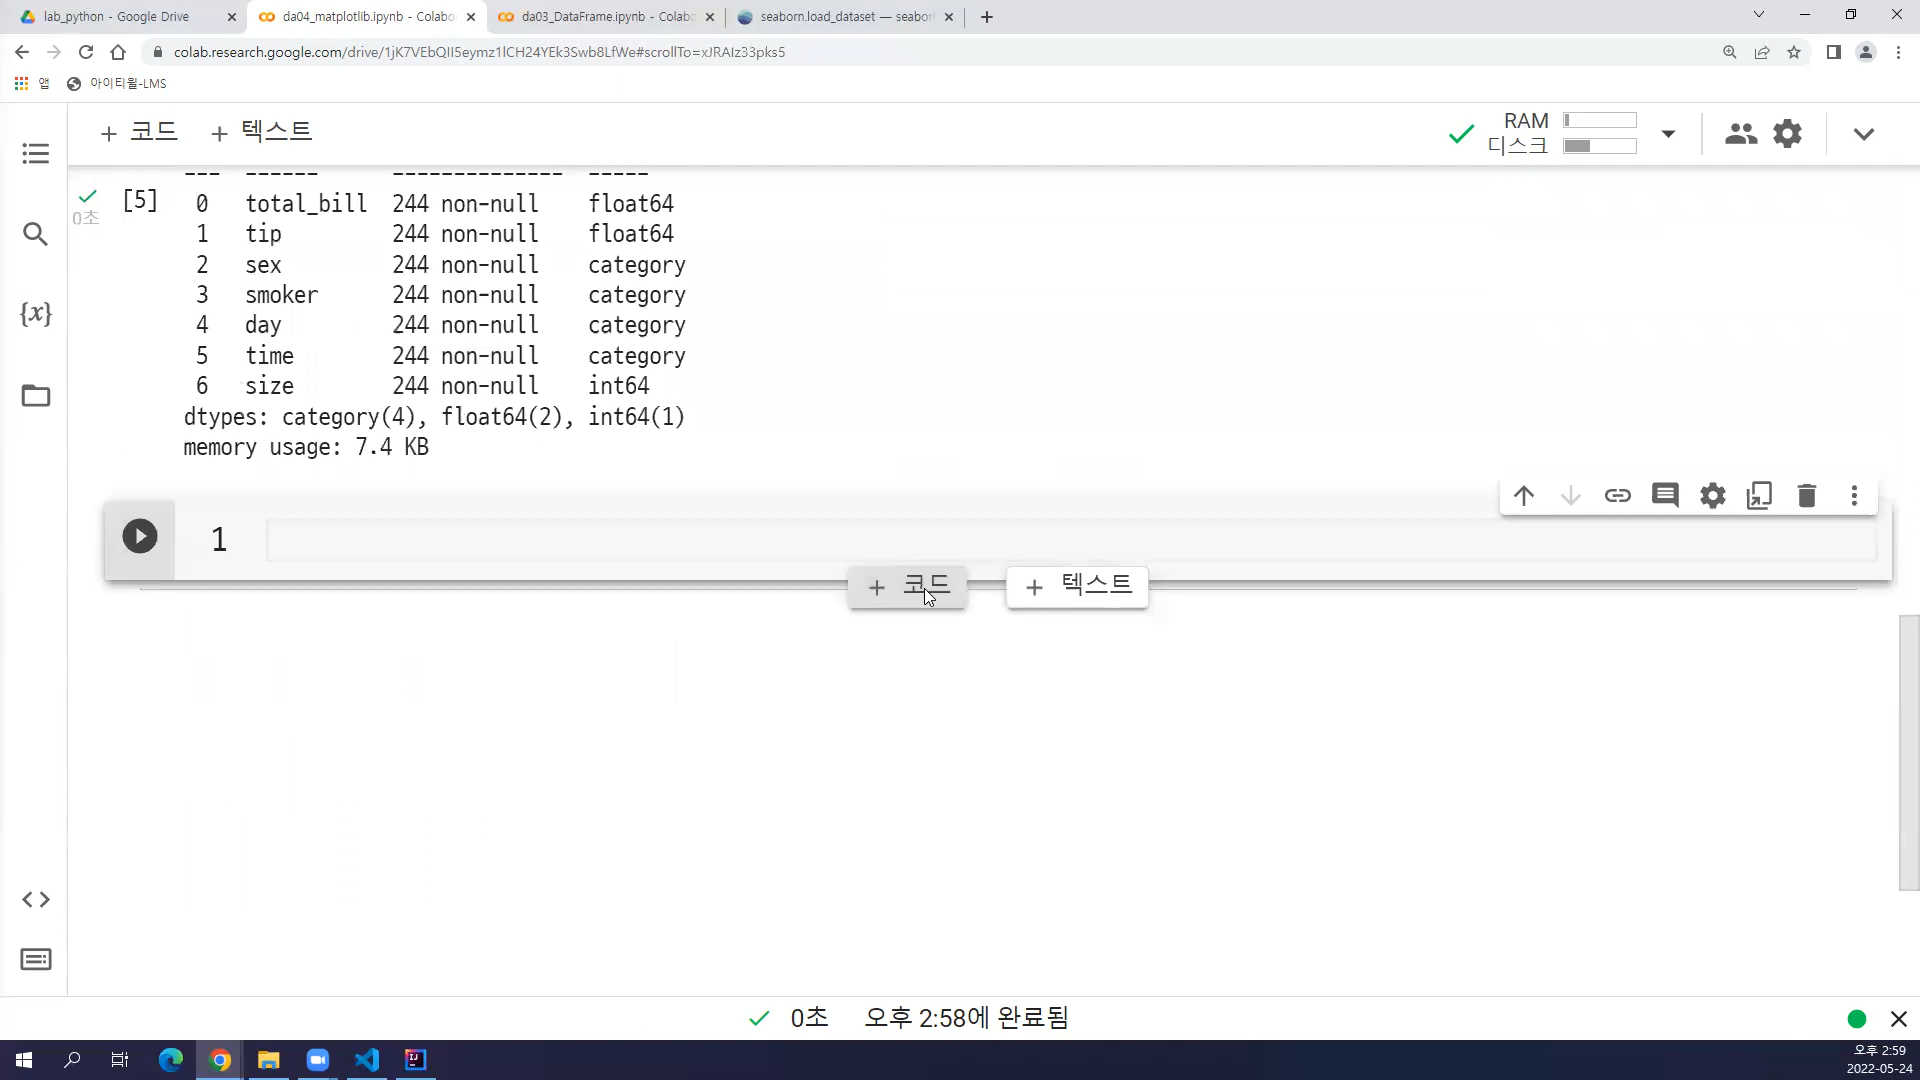 lab_python - Google Drive
da04_matplotlib.ipynb - Colabo
da03_DataFrame.ipynb - Colabo
seaborn.load_dataset — seabor
colab.research.google.com/drive/1jK7VEbQII5eymz1lCH24YEk3Swb8LfWe#scrollTo=xJRAIz33pks5
앱
아이티윌-LMS
+ 코드 + 텍스트
RAM
디스크
--- ------ -------------- -----
[5] 0 total_bill 244 non-null float64
0초
1 tip 244 non-null float64
2 sex 244 non-null category
3 smoker 244 non-null category
4 day 244 non-null category
5 time 244 non-null category
6 size 244 non-null int64
dtypes: category(4), float64(2), int64(1)
memory usage: 7.4 KB
{x}
1
+ 코드 + 텍스트
0초 오후 2:58에 완료됨
오후 2:59
2022-05-24